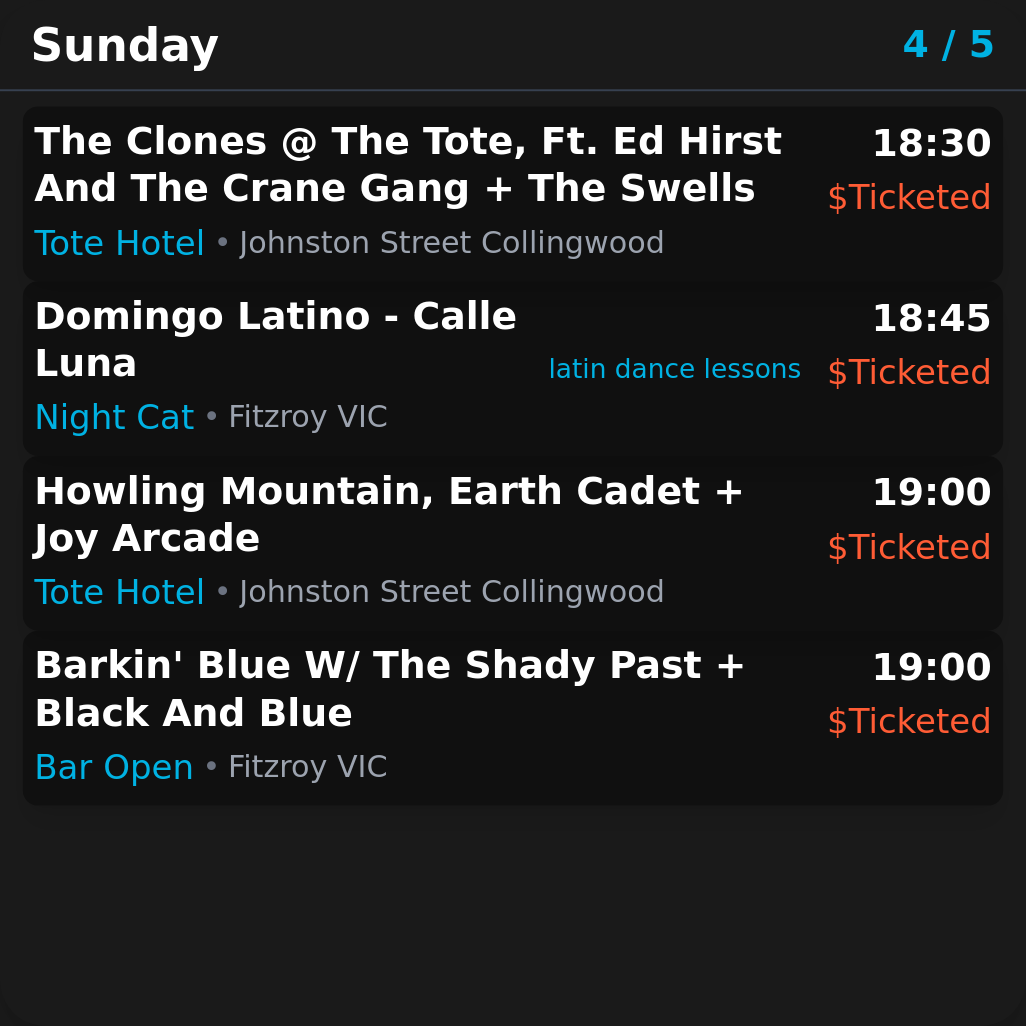 Sunday
4 / 5
The Clones @ The Tote, Ft. Ed Hirst
And The Crane Gang + The Swells
18:30
$Ticketed
Tote Hotel • Johnston Street Collingwood
Domingo Latino - Calle
Luna
latin dance lessons
18:45
$Ticketed
Night Cat • Fitzroy VIC
Howling Mountain, Earth Cadet +
Joy Arcade
19:00
$Ticketed
Tote Hotel • Johnston Street Collingwood
Barkin' Blue W/ The Shady Past +
Black And Blue
19:00
$Ticketed
Bar Open • Fitzroy VIC